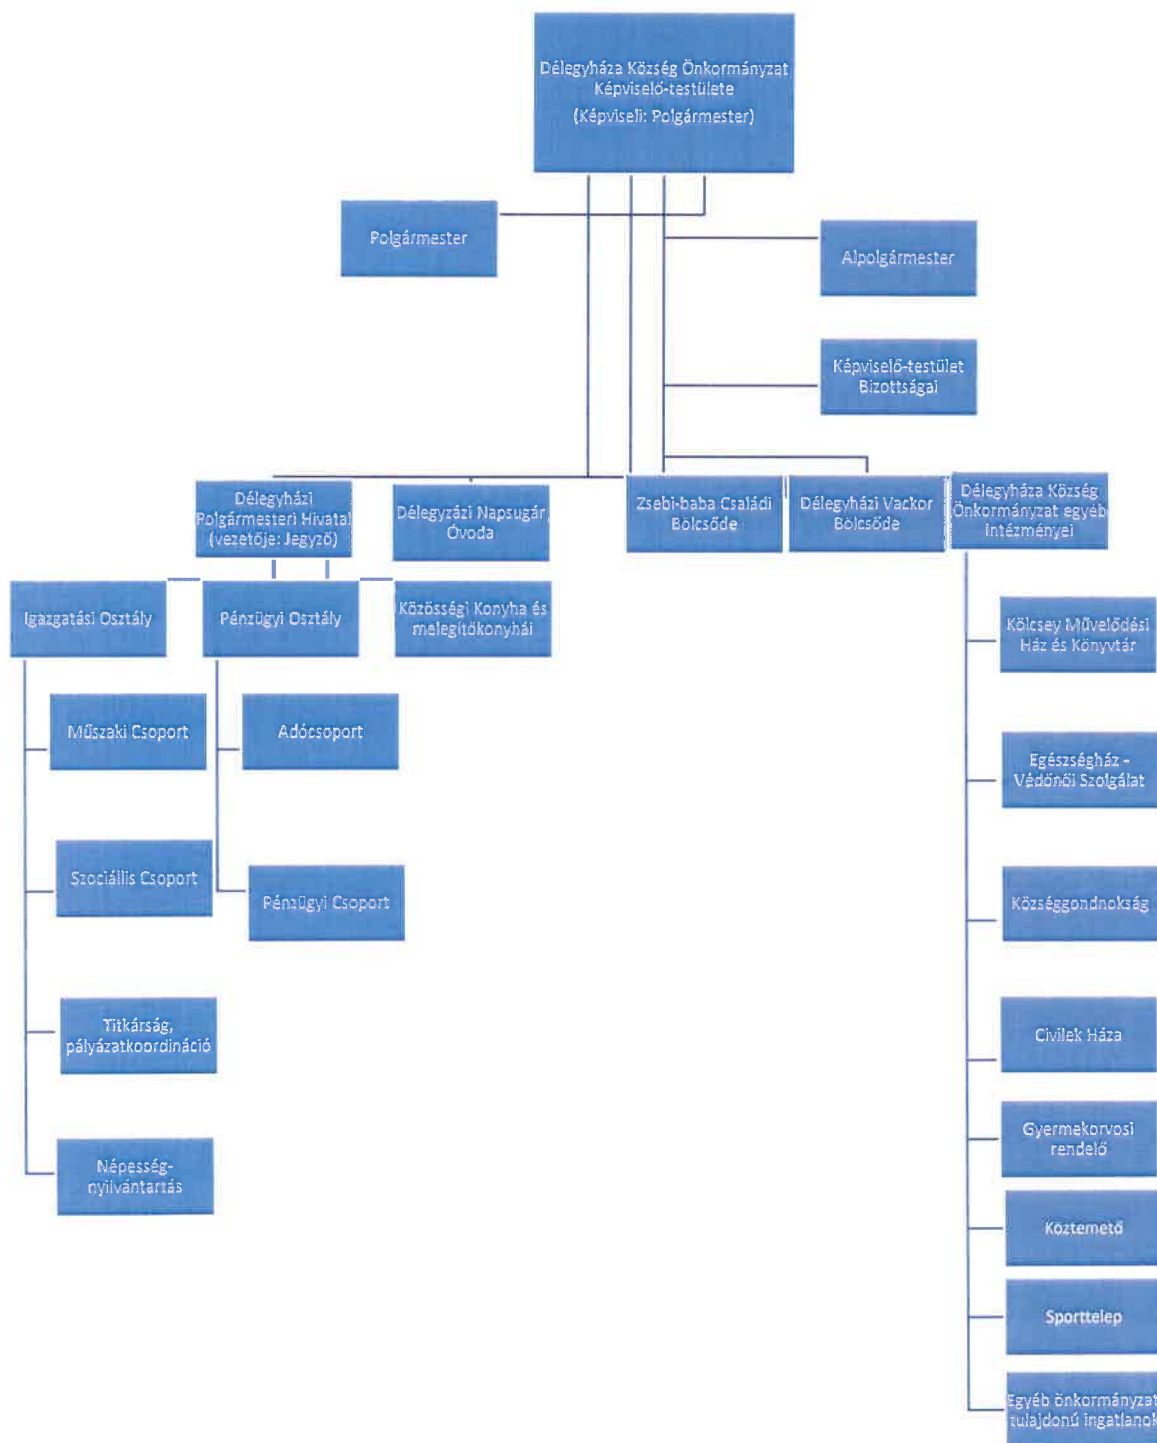 Délegyháza Község Önkormányzat
Képviselő-testülete
(Képviseli: Polgármester)
Polgármester
Alpolgármester
Képviselő-testület
Bizottságai
Délegyházi
Polgármesteri Hivatal
(vezetője: Jegyző)
Délegyzázi Napsugár
Óvoda
Zsebi-baba Családi
Bölcsőde
Délegyházi Vackor
Bölcsőde
Délegyháza Község
Önkormányzat egyéb
intézményei
Igazgatási Osztály
Pénzügyi Osztály
Közösségi Konyha és
melegítőkonyhái
Kölcsey Művelődési
Ház és Könyvtár
Műszaki Csoport
Adócsoport
Egészségház -
Védőnői Szolgálat
Szociállis Csoport
Pénzügyi Csoport
Községgondnokság
Titkárság,
pályázatkoordináció
Civilek Háza
Gyermekorvosi
rendelő
Népesség-
nyilvántartás
Köztemető
Sporttelep
Egyéb önkormányzat
tulajdonú ingatlanok